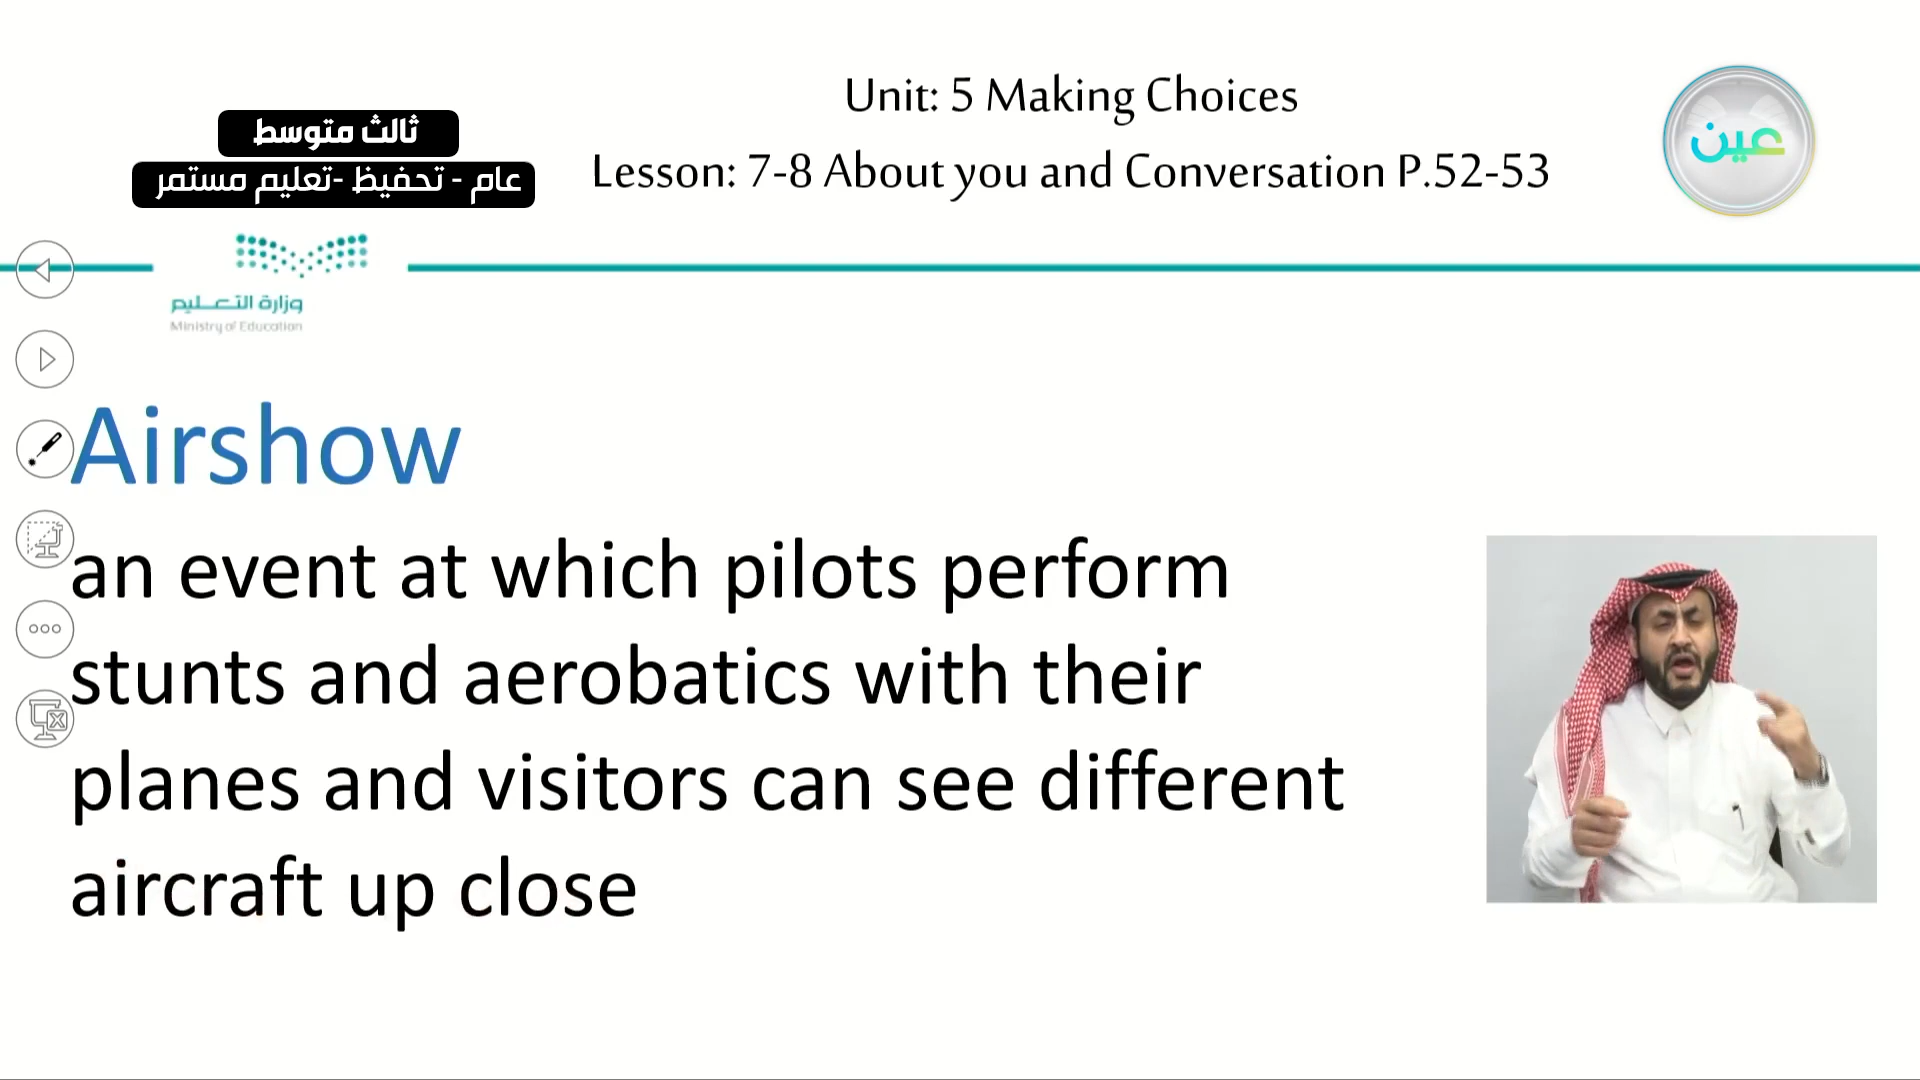 Unit: 5 Making Choices
Lesson: 7-8 About you and Conversation P.52-53
ثالث متوسط
عام - تحفيظ -تعليم مستمر
عين
وزارة التعليم
Ministry of Education
Airshow
an event at which pilots perform
stunts and aerobatics with their
planes and visitors can see different
aircraft up close